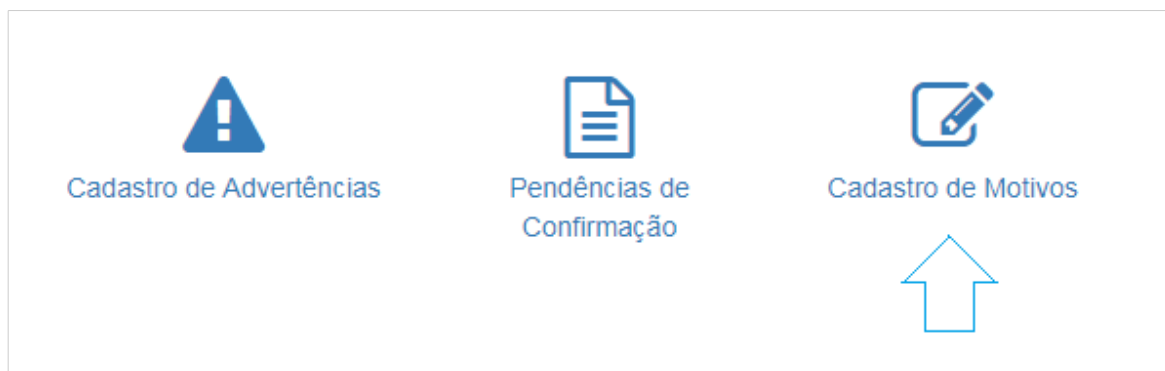 Cadastro de Advertências
Pendências de
Confirmação
Cadastro de Motivos